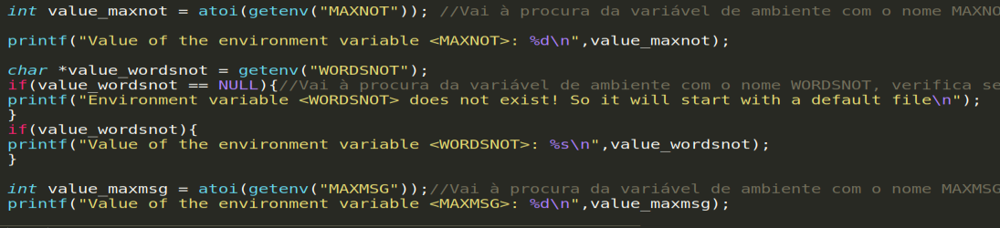 int value_maxnot = atoi(getenv("MAXNOT")); //Vai à procura da variável de ambiente com o nome MAXNO
printf("Value of the environment variable <MAXNOT>: %d\n",value_maxnot);
char *value_wordsnot = getenv("WORDSNOT");
if(value_wordsnot == NULL){//Vai à procura da variável de ambiente com o nome WORDSNOT, verifica se
printf("Environment variable <WORDSNOT> does not exist! So it will start with a default file\n");
}
if(value_wordsnot){
printf("Value of the environment variable <WORDSNOT>: %s\n",value_wordsnot);
}
int value_maxmsg = atoi(getenv("MAXMSG"));//Vai à procura da variável de ambiente com o nome MAXMSG
printf("Value of the environment variable <MAXMSG>: %d\n",value_maxmsg);